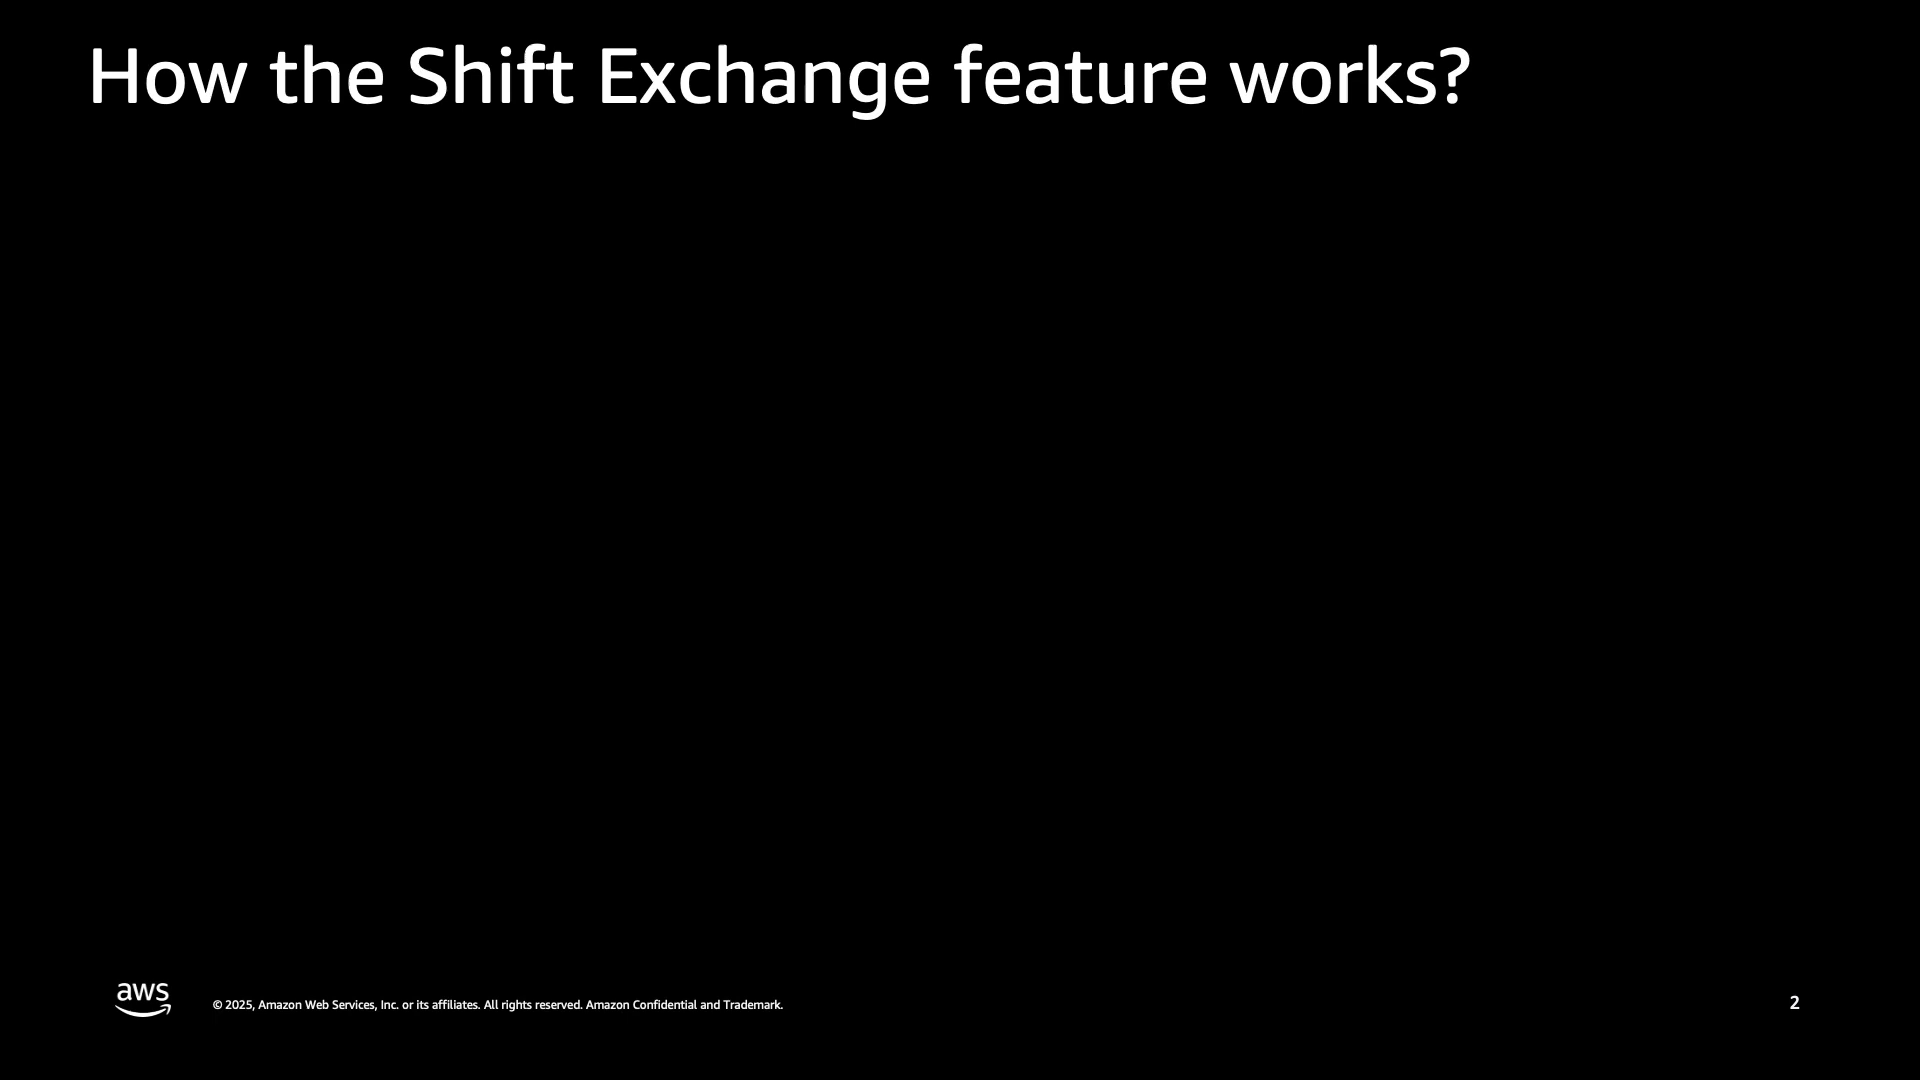 How the Shift Exchange feature works?
aws
© 2025, Amazon Web Services, Inc. or its affiliates. All rights reserved. Amazon Confidential and Trademark.
2